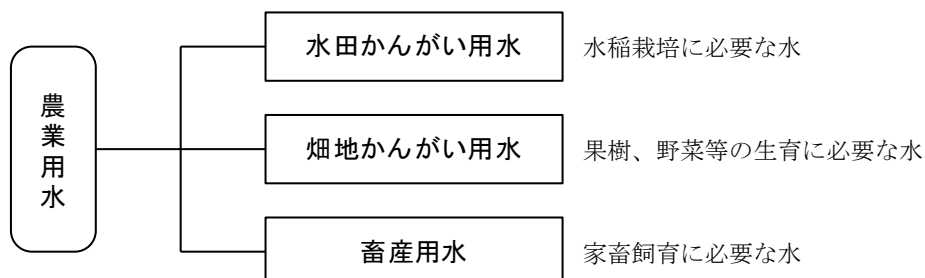 農業用水
水田かんがい用水
水稲栽培に必要な水
畑地かんがい用水
果樹、野菜等の生育に必要な水
畜産用水
家畜飼育に必要な水